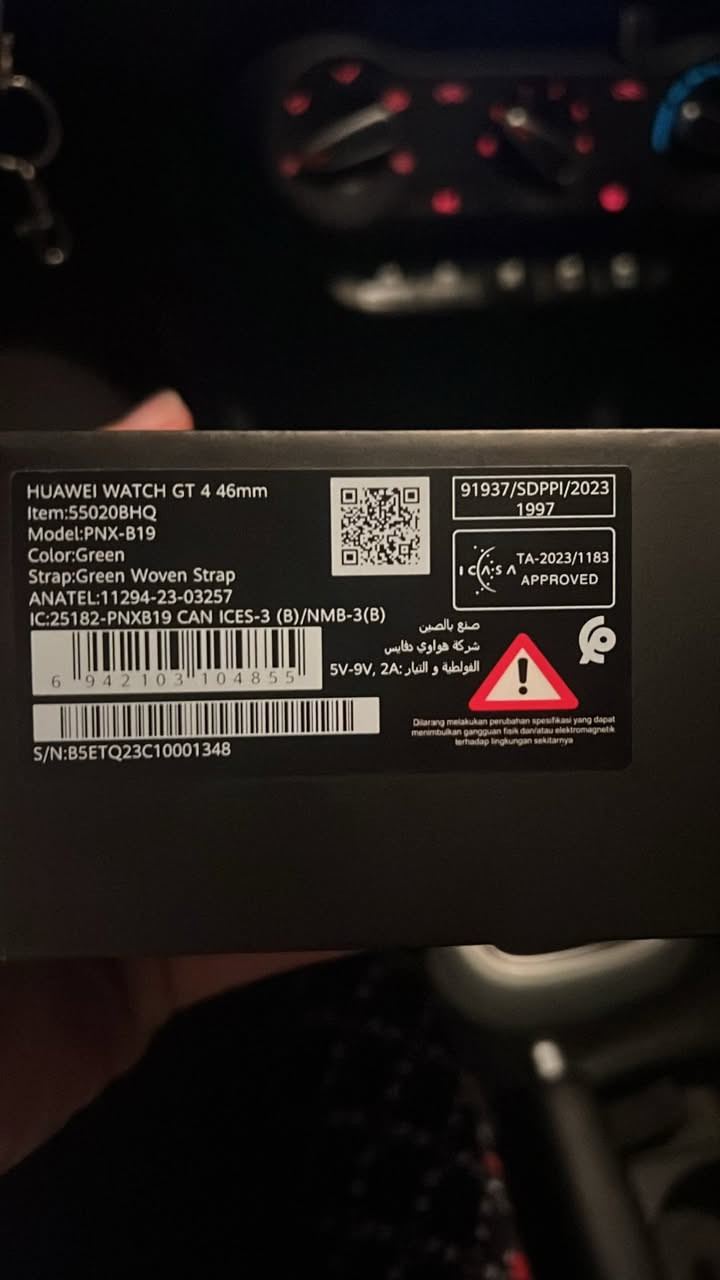 HUAWEI WATCH GT 4 46mm
Item:55020BHQ
Model:PNX-B19
Color:Green
Strap:Green Woven Strap
ANATEL:11294-23-03257
IC:25182-PNXB19 CAN ICES-3 (B)/NMB-3(B)
6 942103 104855
S/N:B5ETQ23C10001348
91937/SDPPI/2023
1997
ICASA
TA-2023/1183
APPROVED
صنع بالصين
شركة هواوي دفايس
الفولطية و التيار: 5V-9V, 2A
!
Dilarang melakukan perubahan spesifikasi yang dapat
menimbulkan gangguan fisik dan/atau elektromagnetik
terhadap lingkungan sekitarnya